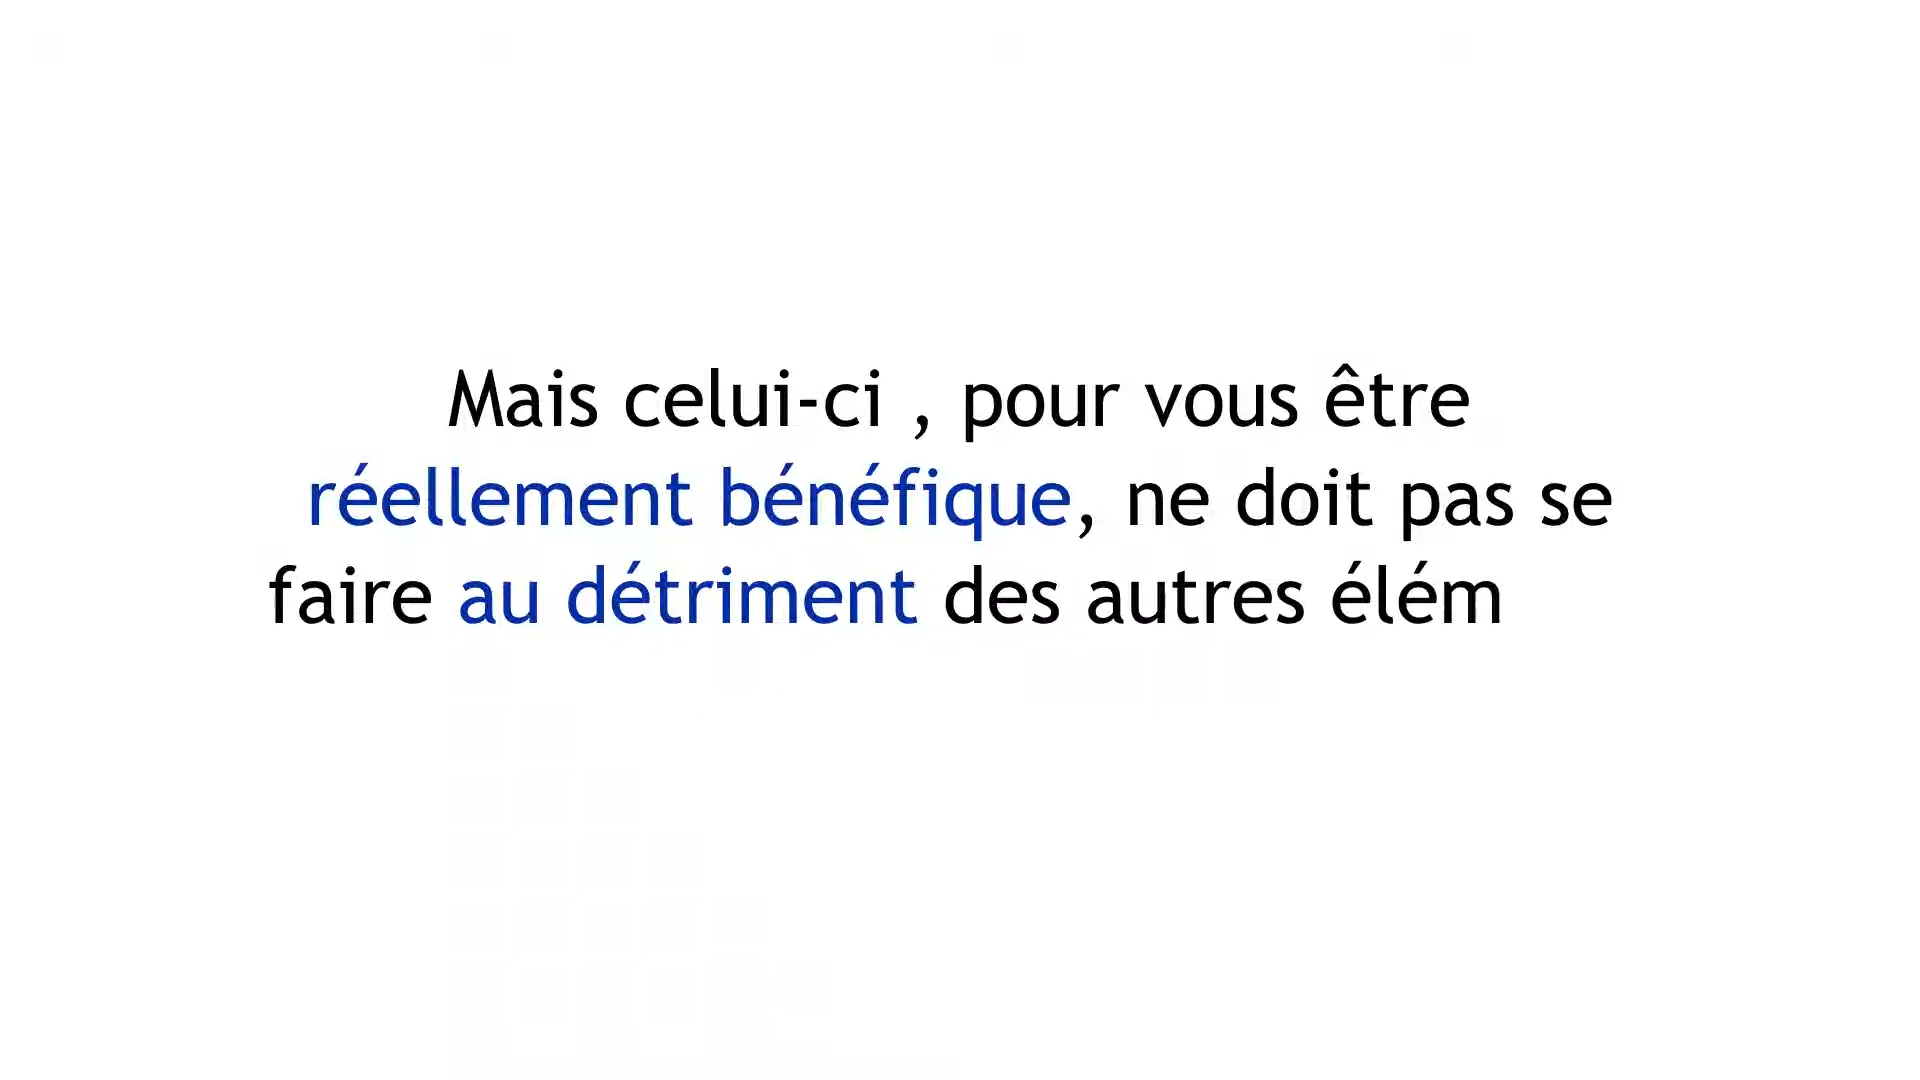 Mais celui-ci , pour vous être
réellement bénéfique, ne doit pas se
faire au détriment des autres élém